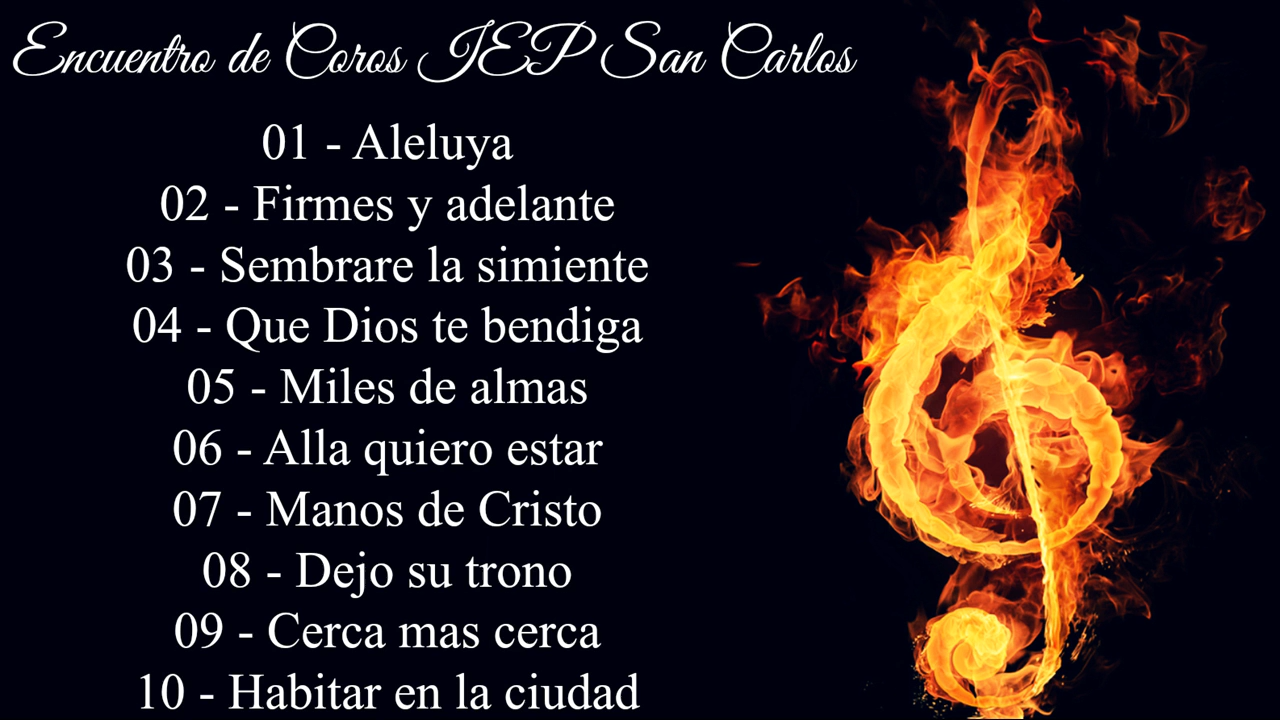 Encuentro de Coros IEP San Carlos
01 - Aleluya
02 - Firmes y adelante
03 - Sembrare la simiente
04 - Que Dios te bendiga
05 - Miles de almas
06 - Alla quiero estar
07 - Manos de Cristo
08 - Dejo su trono
09 - Cerca mas cerca
10 - Habitar en la ciudad